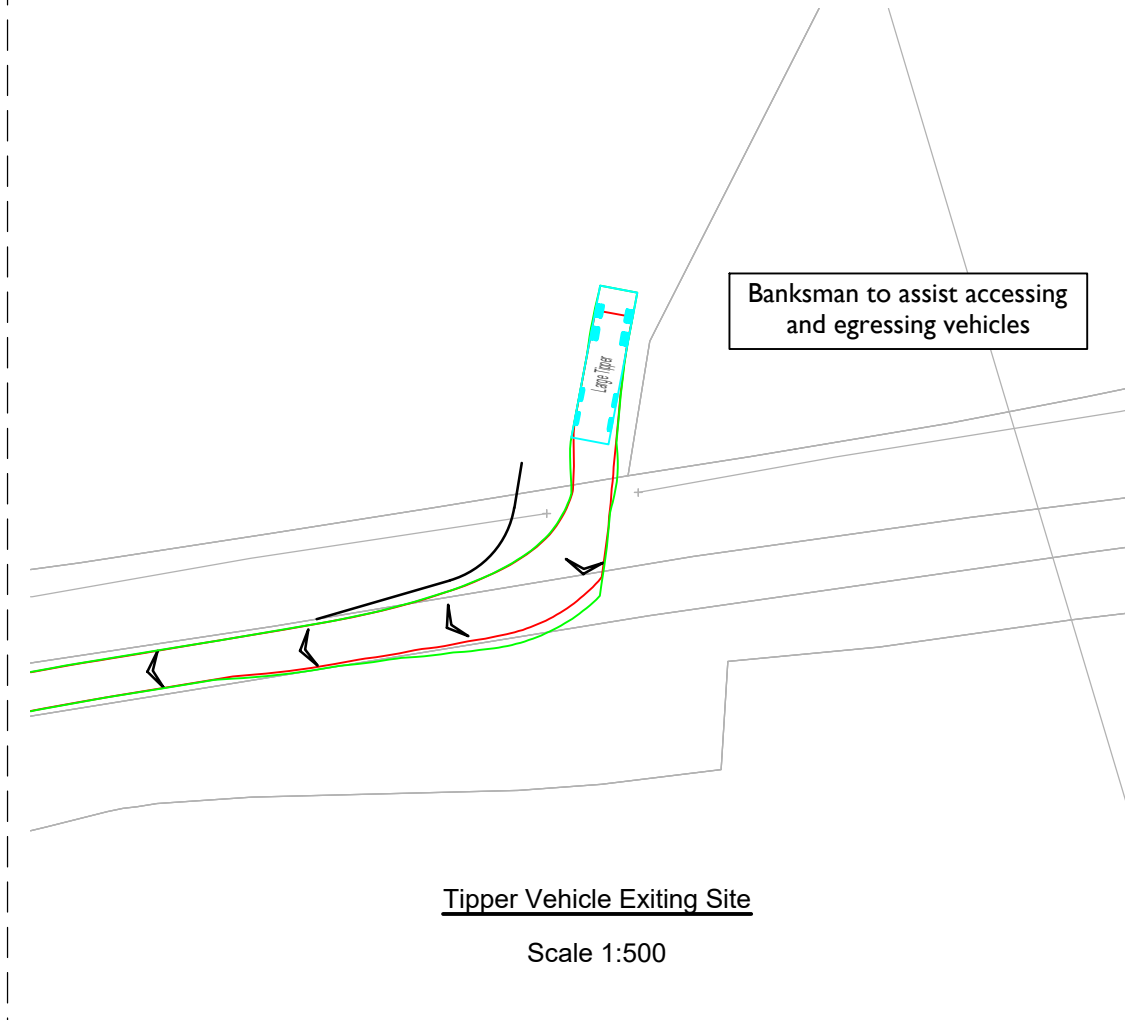 Banksman to assist accessing
and egressing vehicles
Large Tipper
Tipper Vehicle Exiting Site
Scale 1:500